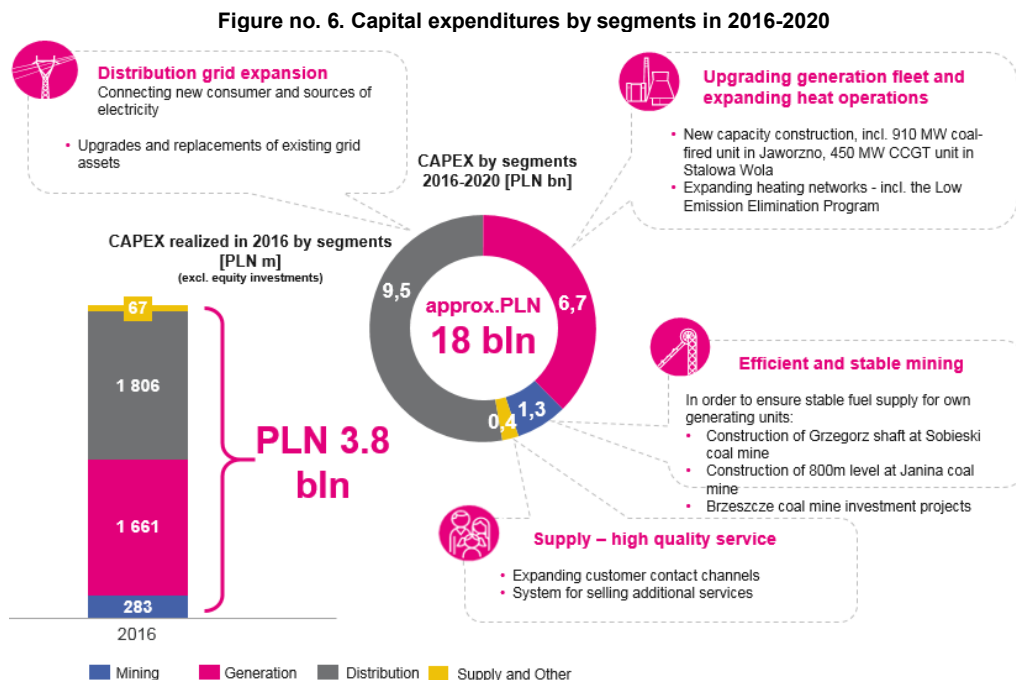 Figure no. 6. Capital expenditures by segments in 2016-2020
Distribution grid expansion
Connecting new consumer and sources of
electricity
• Upgrades and replacements of existing grid
assets
Upgrading generation fleet and
expanding heat operations
• New capacity construction, incl. 910 MW coal-
fired unit in Jaworzno, 450 MW CCGT unit in
Stalowa Wola
• Expanding heating networks - incl. the Low
Emission Elimination Program
CAPEX by segments
2016-2020 [PLN bn]
9,5
6,7
1,3
0,4
approx.PLN
18 bln
CAPEX realized in 2016 by segments
[PLN m]
(excl. equity investments)
67
1 806
1 661
283
2016
PLN 3.8
bln
Efficient and stable mining
In order to ensure stable fuel supply for own
generating units:
• Construction of Grzegorz shaft at Sobieski
coal mine
• Construction of 800m level at Janina coal
mine
• Brzeszcze coal mine investment projects
Supply – high quality service
• Expanding customer contact channels
• System for selling additional services
Mining
Generation
Distribution
Supply and Other